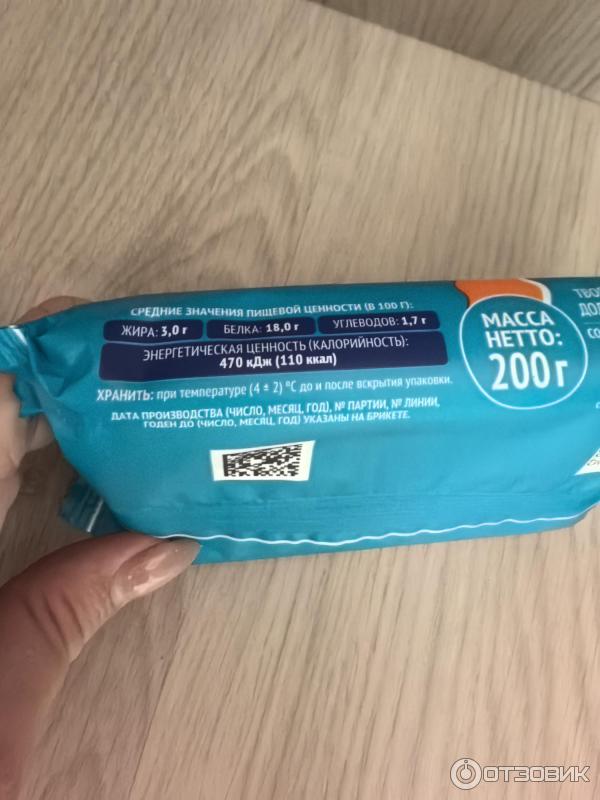 СРЕДНИЕ ЗНАЧЕНИЯ ПИЩЕВОЙ ЦЕННОСТИ (В 100 Г):
ЖИРА: 3,0 г БЕЛКА: 18,0 г УГЛЕВОДОВ: 1,7 г
ЭНЕРГЕТИЧЕСКАЯ ЦЕННОСТЬ (КАЛОРИЙНОСТЬ):
470 кДж (110 ккал)
ХРАНИТЬ: при температуре (4 ± 2) °С до и после вскрытия упаковки.
ДАТА ПРОИЗВОДСТВА (ЧИСЛО, МЕСЯЦ, ГОД), № ПАРТИИ, № ЛИНИИ,
ГОДЕН ДО (ЧИСЛО, МЕСЯЦ, ГОД) УКАЗАНЫ НА БРИКЕТЕ.
МАССА
НЕТТО:
200 г
ОТЗОВИК